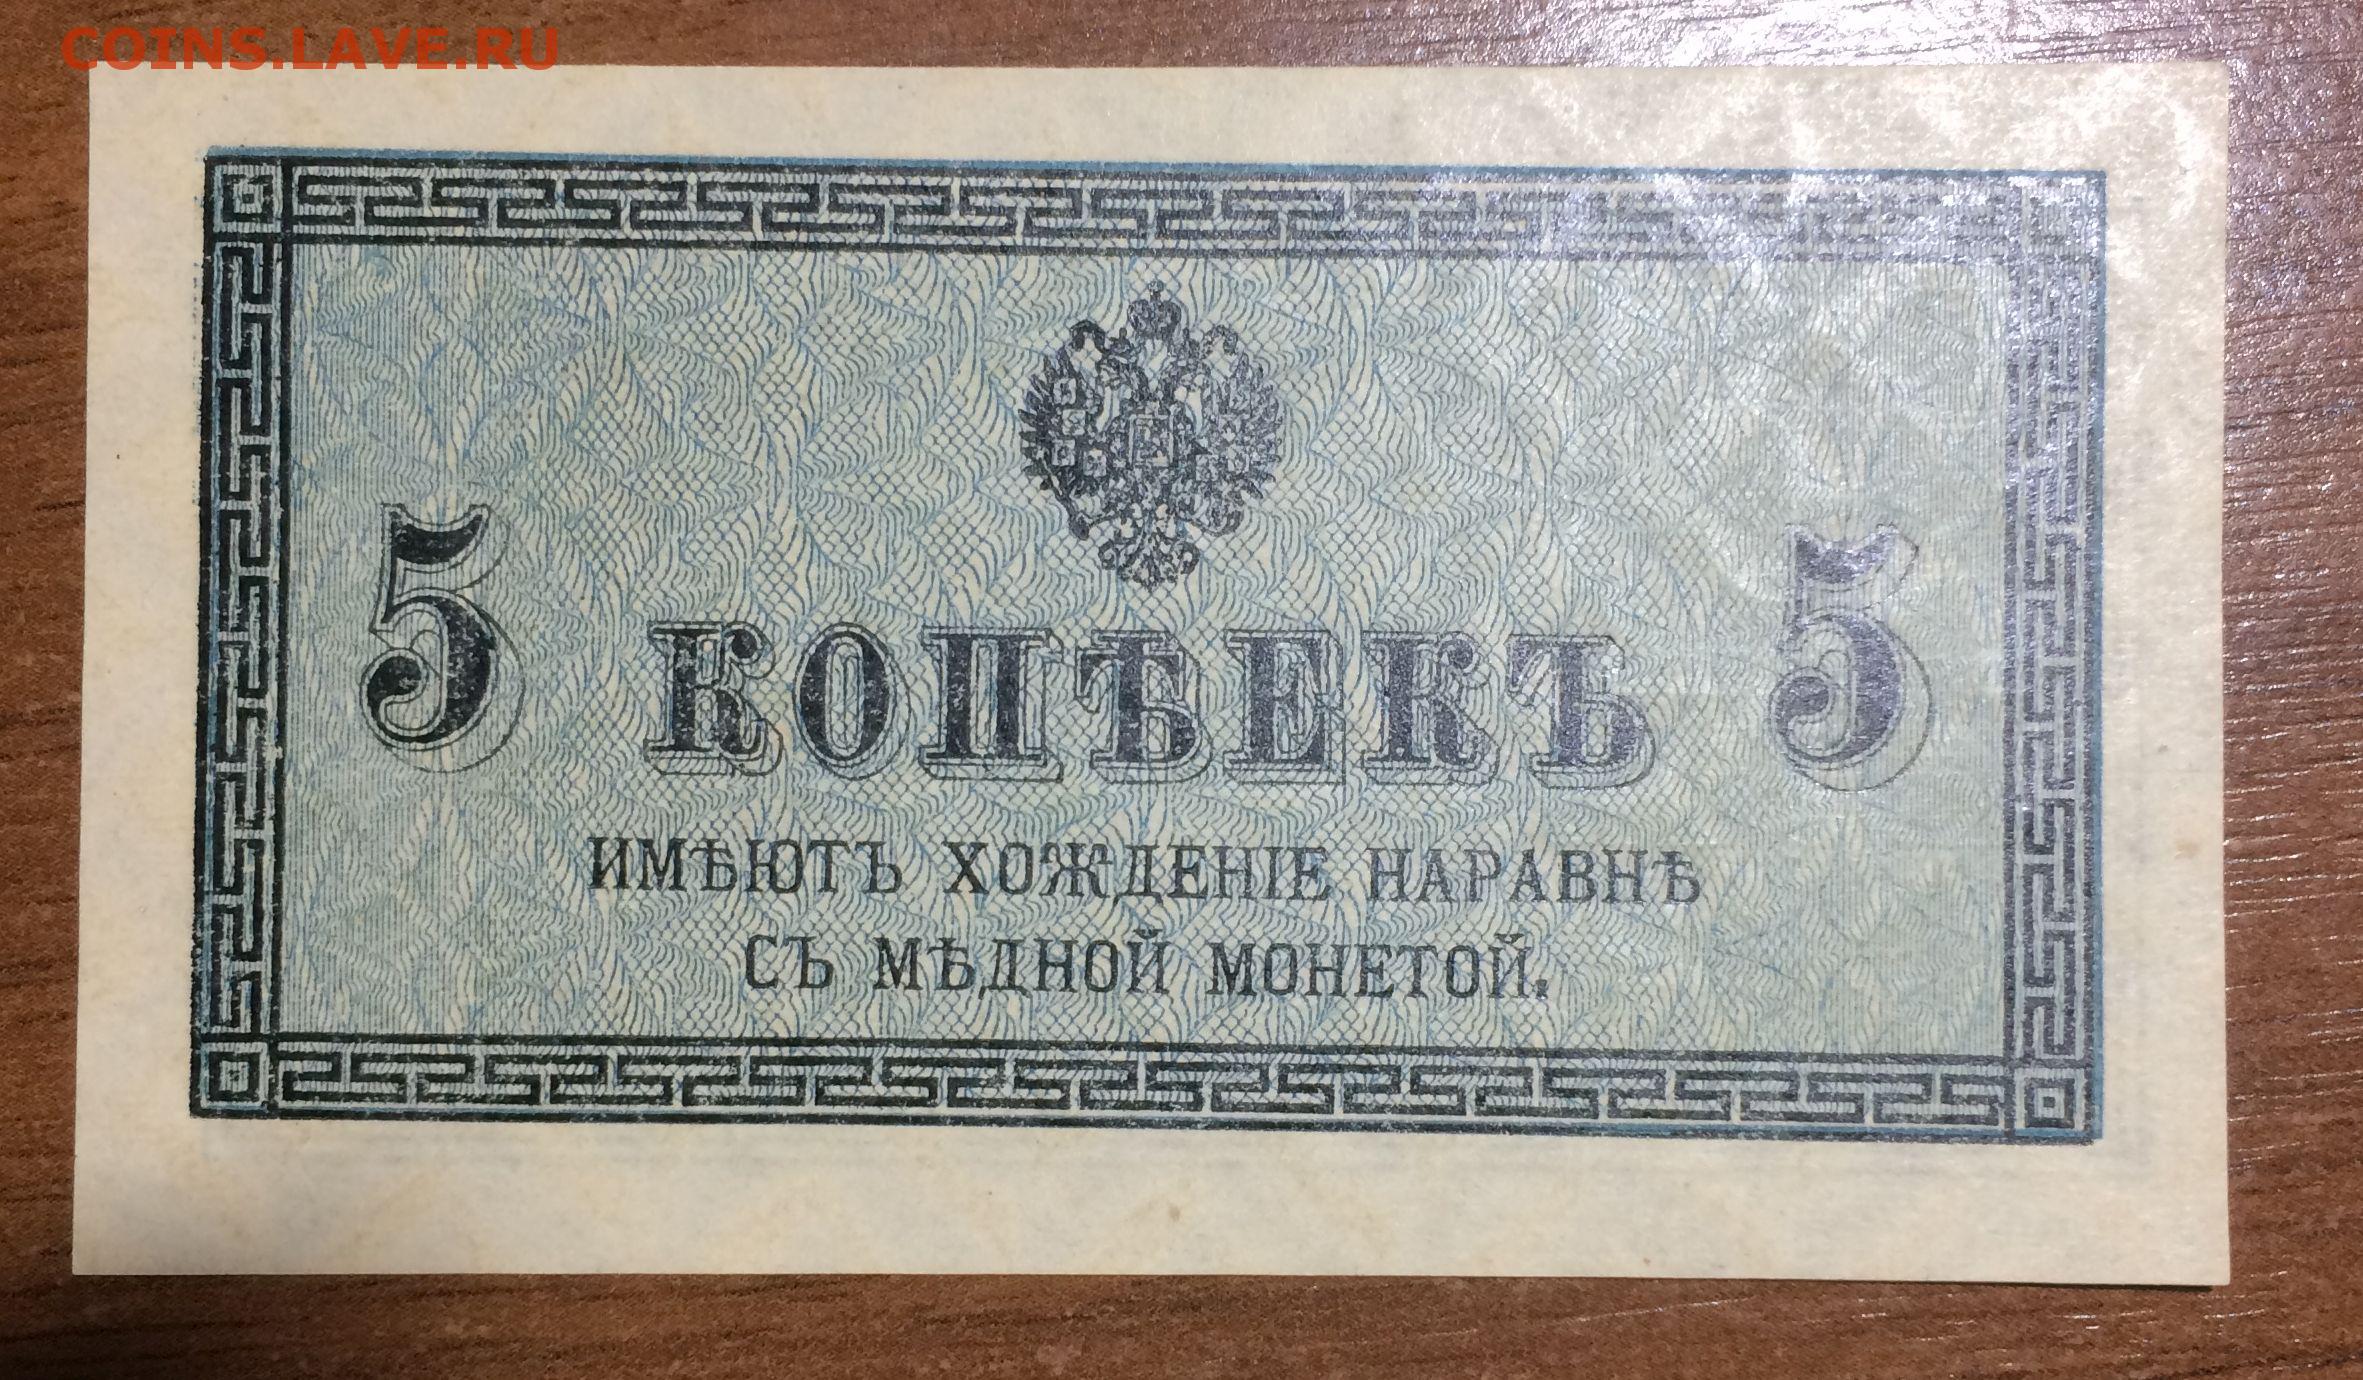 COINS.LAVE.RU
5 КОПѢЕКЪ 5
ИМѢЮТЪ ХОЖДЕНІЕ НАРАВНѢ
СЪ МѢДНОЙ МОНЕТОЙ.